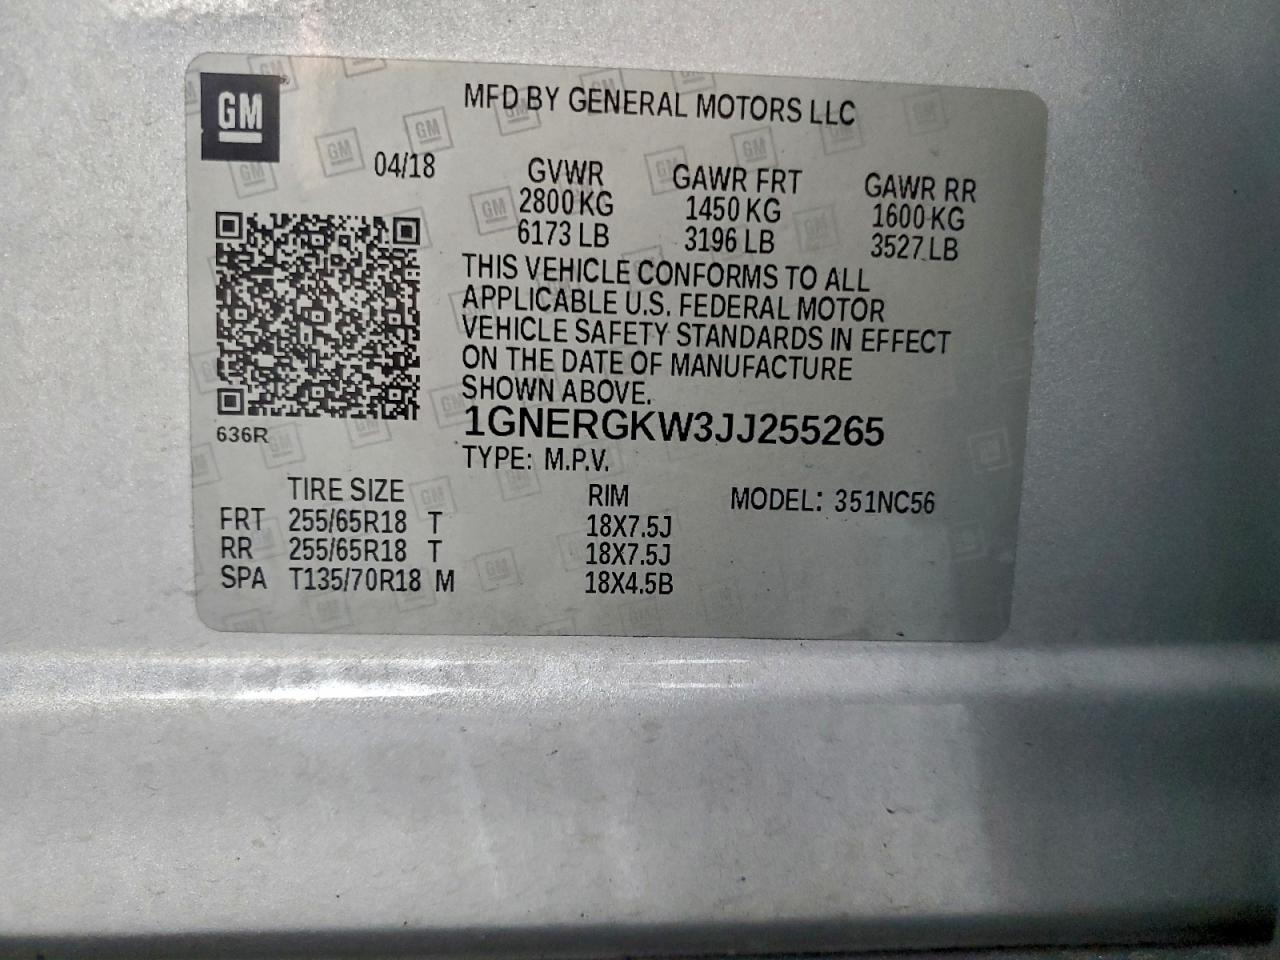 GM
MFD BY GENERAL MOTORS LLC
04/18
GVWR GAWR FRT GAWR RR
2800 KG 1450 KG 1600 KG
6173 LB 3196 LB 3527 LB
THIS VEHICLE CONFORMS TO ALL
APPLICABLE U.S. FEDERAL MOTOR
VEHICLE SAFETY STANDARDS IN EFFECT
ON THE DATE OF MANUFACTURE
SHOWN ABOVE.
1GNERGKW3JJ255265
636R
TYPE: M.P.V.
TIRE SIZE RIM MODEL: 351NC56
FRT 255/65R18 T 18X7.5J
RR 255/65R18 T 18X7.5J
SPA T135/70R18 M 18X4.5B